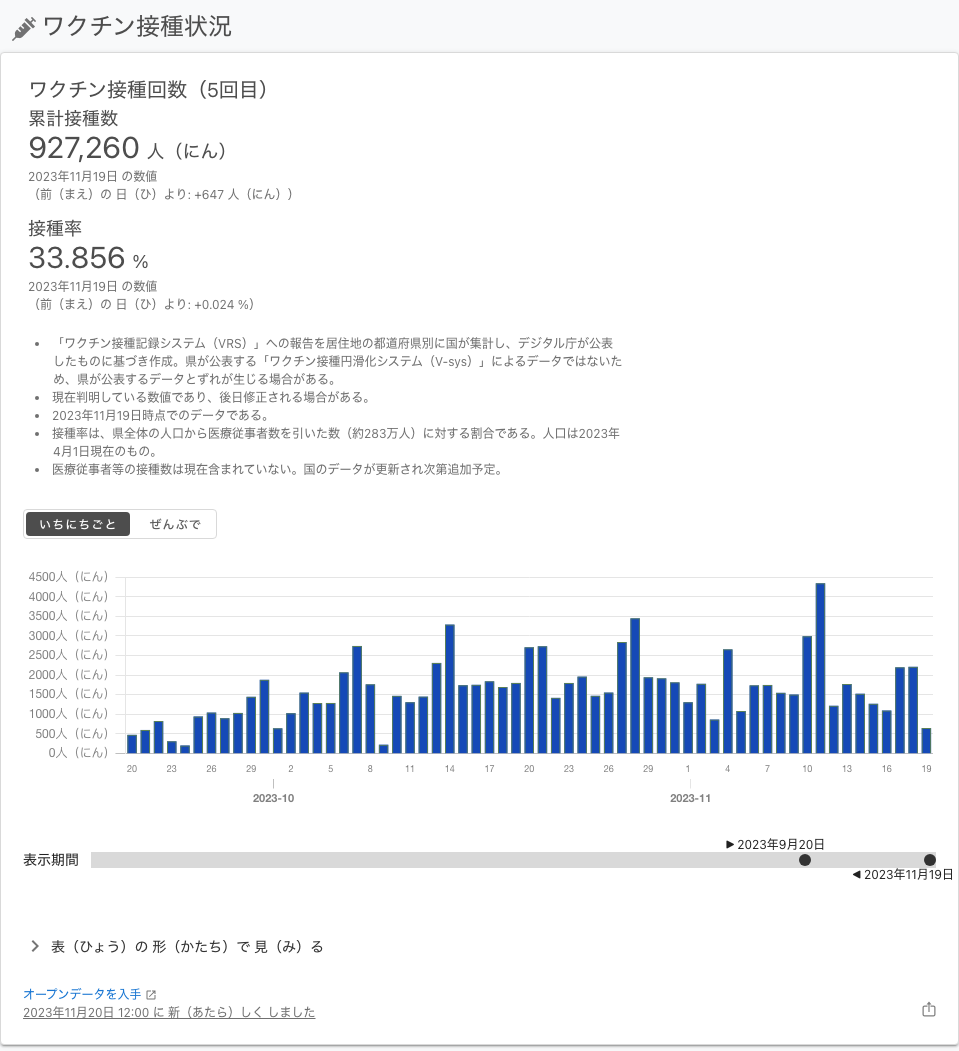 ワクチン接種状況
ワクチン接種回数（5回目）
累計接種数
927,260 人（にん）
2023年11月19日 の数値
（前（まえ）の 日（ひ）より: +647 人（にん））
接種率
33.856 %
2023年11月19日 の数値
（前（まえ）の 日（ひ）より: +0.024 %）
• 「ワクチン接種記録システム（VRS）」への報告を居住地の都道府県別に国が集計し、デジタル庁が公表
したものに基づき作成。県が公表する「ワクチン接種円滑化システム（V-sys）」によるデータではないた
め、県が公表するデータとずれが生じる場合がある。
• 現在判明している数値であり、後日修正される場合がある。
• 2023年11月19日時点でのデータである。
• 接種率は、県全体の人口から医療従事者数を引いた数（約283万人）に対する割合である。人口は2023年
4月1日現在のもの。
• 医療従事者等の接種数は現在含まれていない。国のデータが更新され次第追加予定。
いちにちごと ぜんぶで
4500人（にん）
4000人（にん）
3500人（にん）
3000人（にん）
2500人（にん）
2000人（にん）
1500人（にん）
1000人（にん）
500人（にん）
0人（にん）
20 23 26 29 2 5 8 11 14 17 20 23 26 29 1 4 7 10 13 16 19
2023-10 2023-11
▶ 2023年9月20日
表示期間
◀ 2023年11月19日
表（ひょう）の 形（かたち）で 見（み）る
オープンデータを入手
2023年11月20日 12:00 に 新（あたら）しく しました